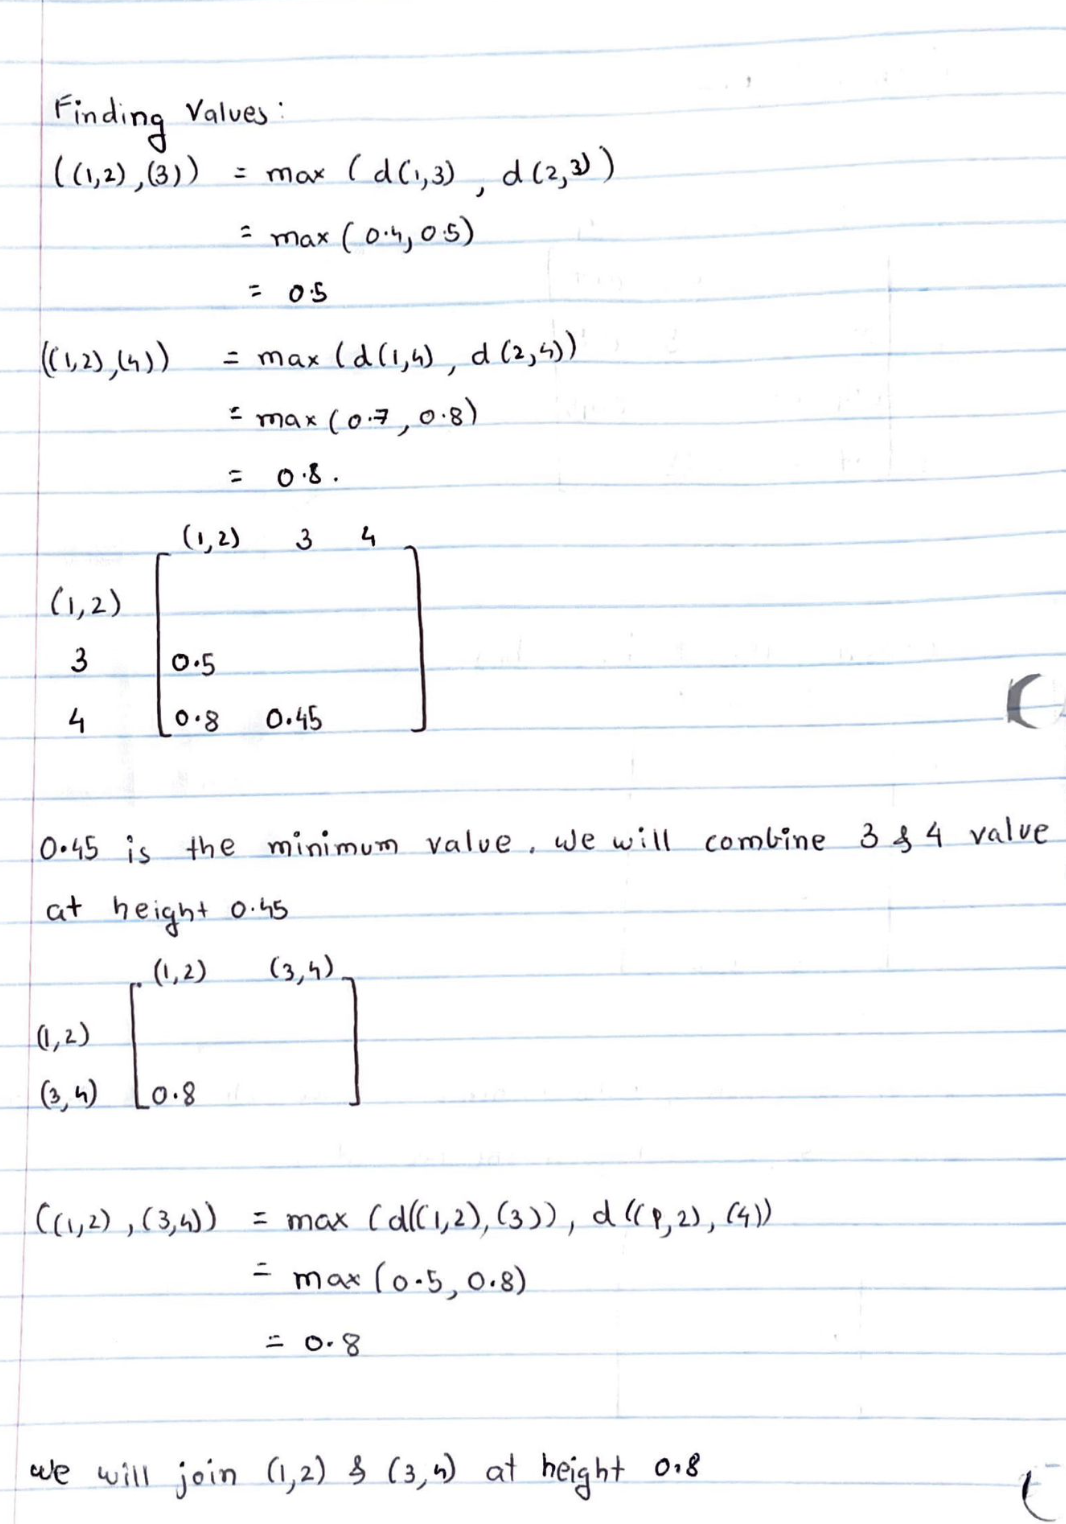 Finding Values:
((1,2),(3)) = max (d(1,3), d(2,3))
= max(0.4, 0.5)
= 0.5
((1,2),(4)) = max (d(1,4), d(2,4))
= max(0.7, 0.8)
= 0.8.
(1,2) 3 4
(1,2)
3 0.5
4 0.8 0.45
0.45 is the minimum value, we will combine 3 & 4 value
at height 0.45
(1,2) (3,4)
(1,2)
(3,4) 0.8
((1,2),(3,4)) = max (d((1,2),(3)), d((1,2),(4))
= max(0.5, 0.8)
= 0.8
we will join (1,2) & (3,4) at height 0.8